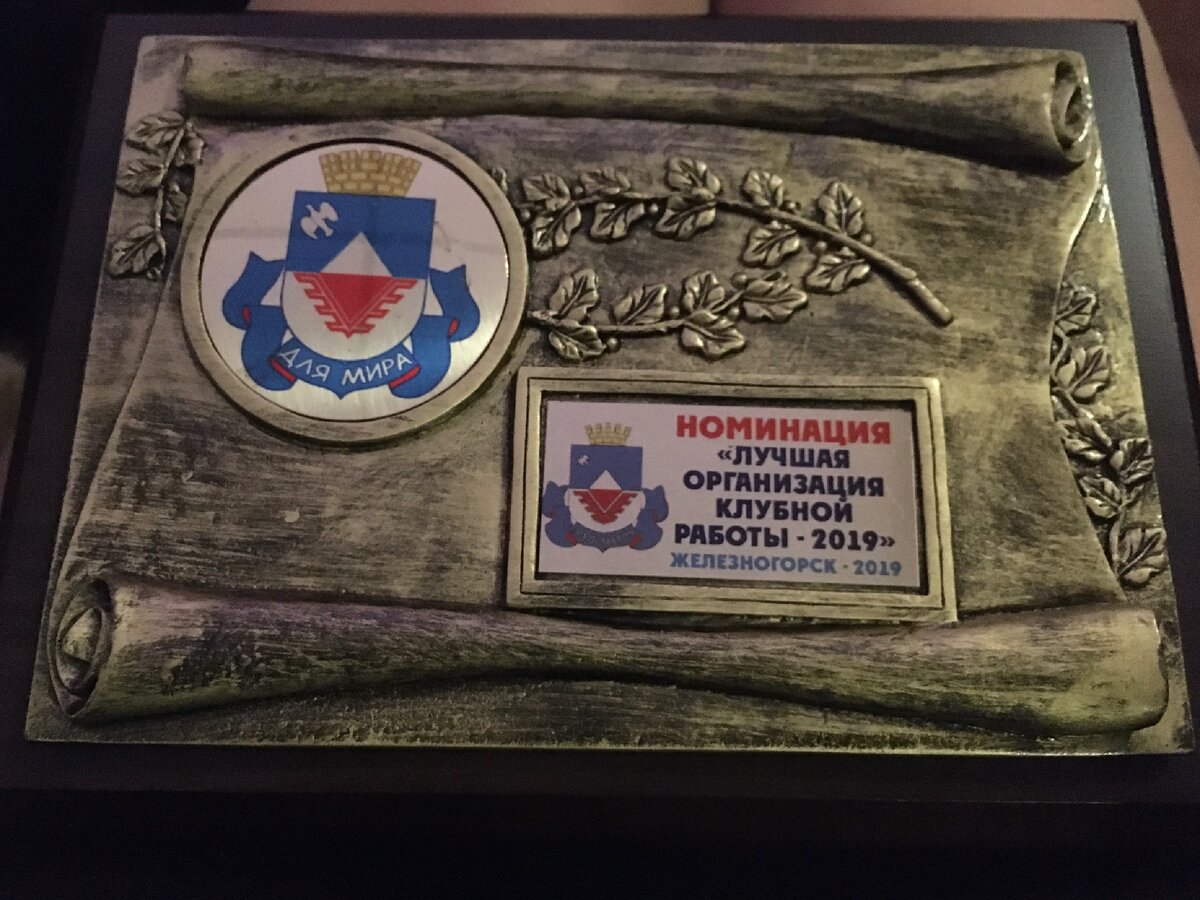 ДЛЯ МИРА
НОМИНАЦИЯ
«ЛУЧШАЯ
ОРГАНИЗАЦИЯ
КЛУБНОЙ
РАБОТЫ - 2019»
ЖЕЛЕЗНОГОРСК - 2019